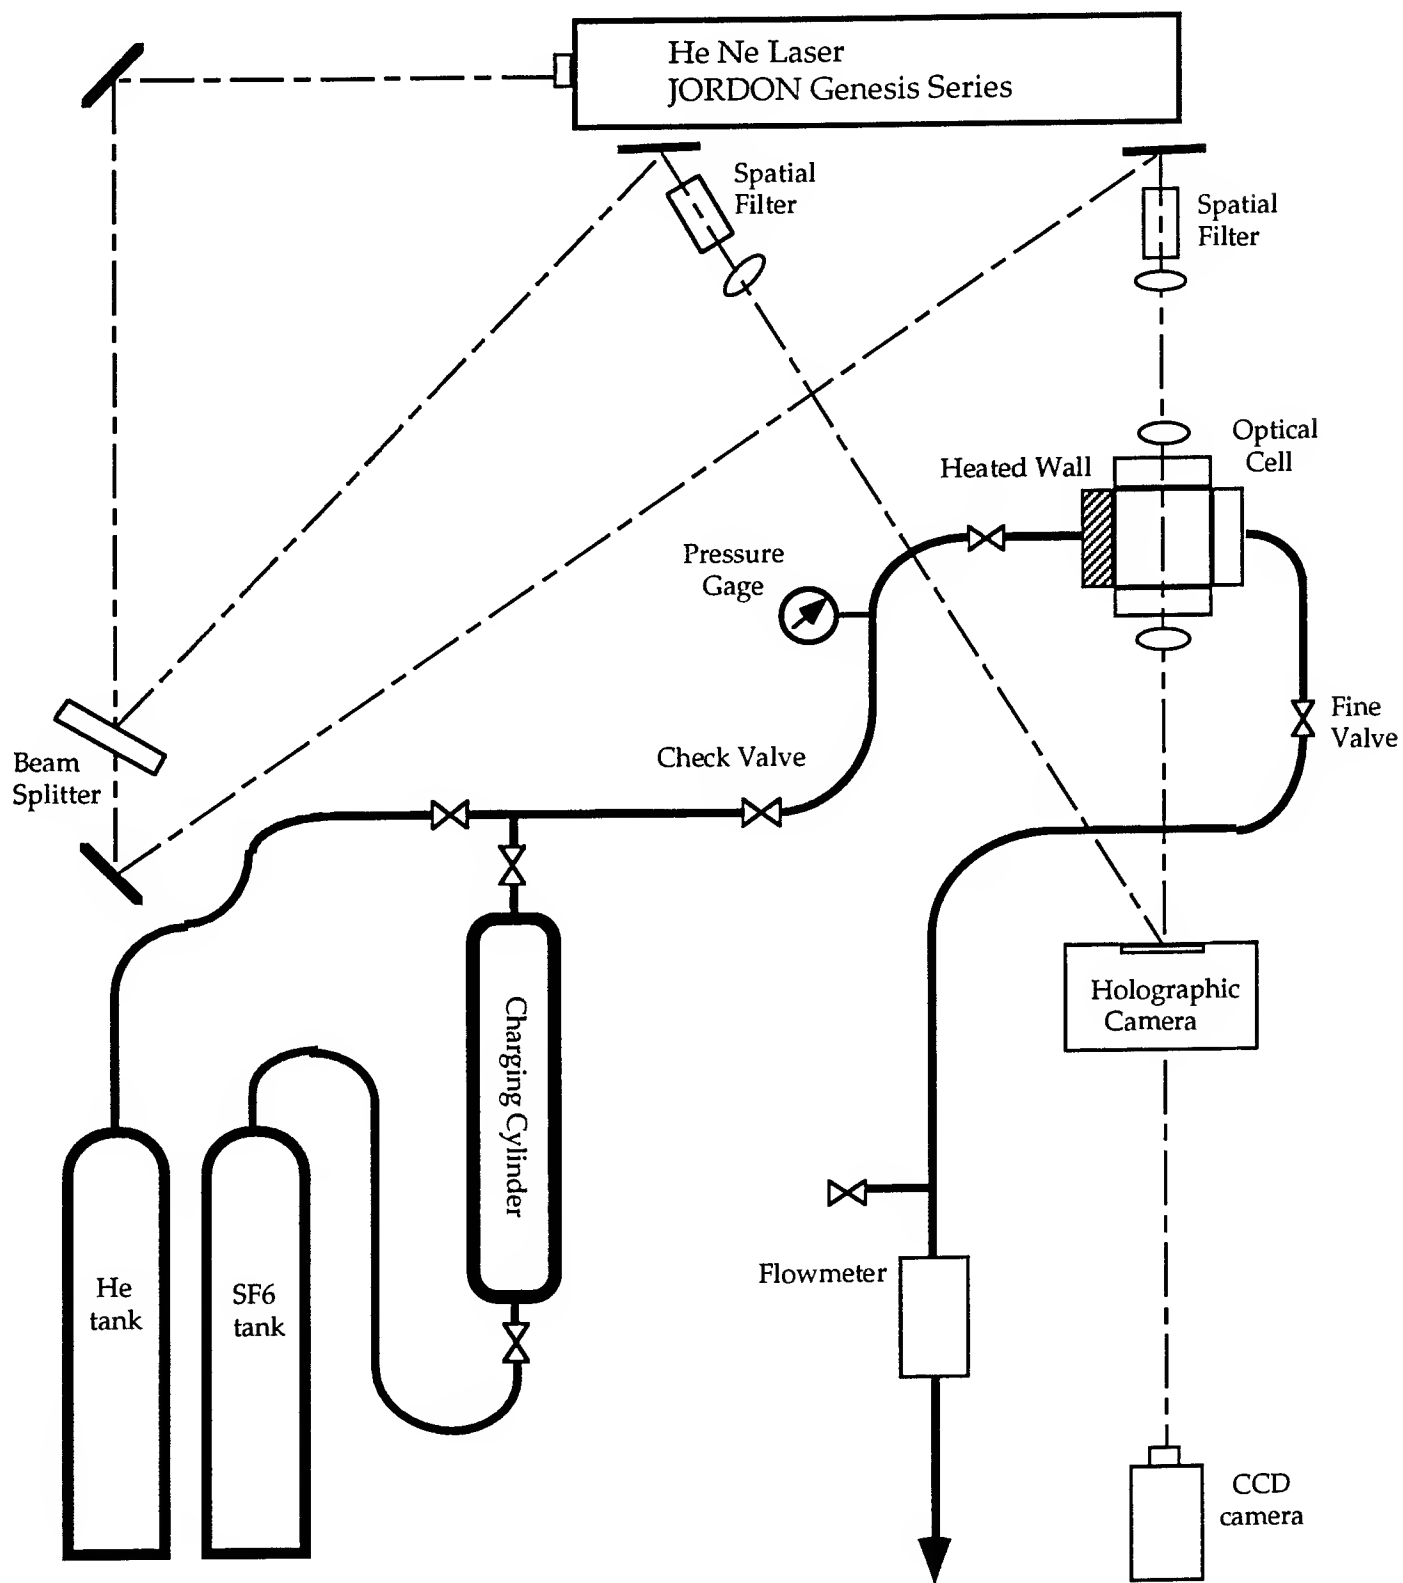 He Ne Laser
JORDON Genesis Series
Spatial
Filter
Spatial
Filter
Optical
Cell
Heated Wall
Pressure
Gage
Fine
Valve
Check Valve
Beam
Splitter
Holographic
Camera
Charging Cylinder
Flowmeter
He
tank
SF6
tank
CCD
camera